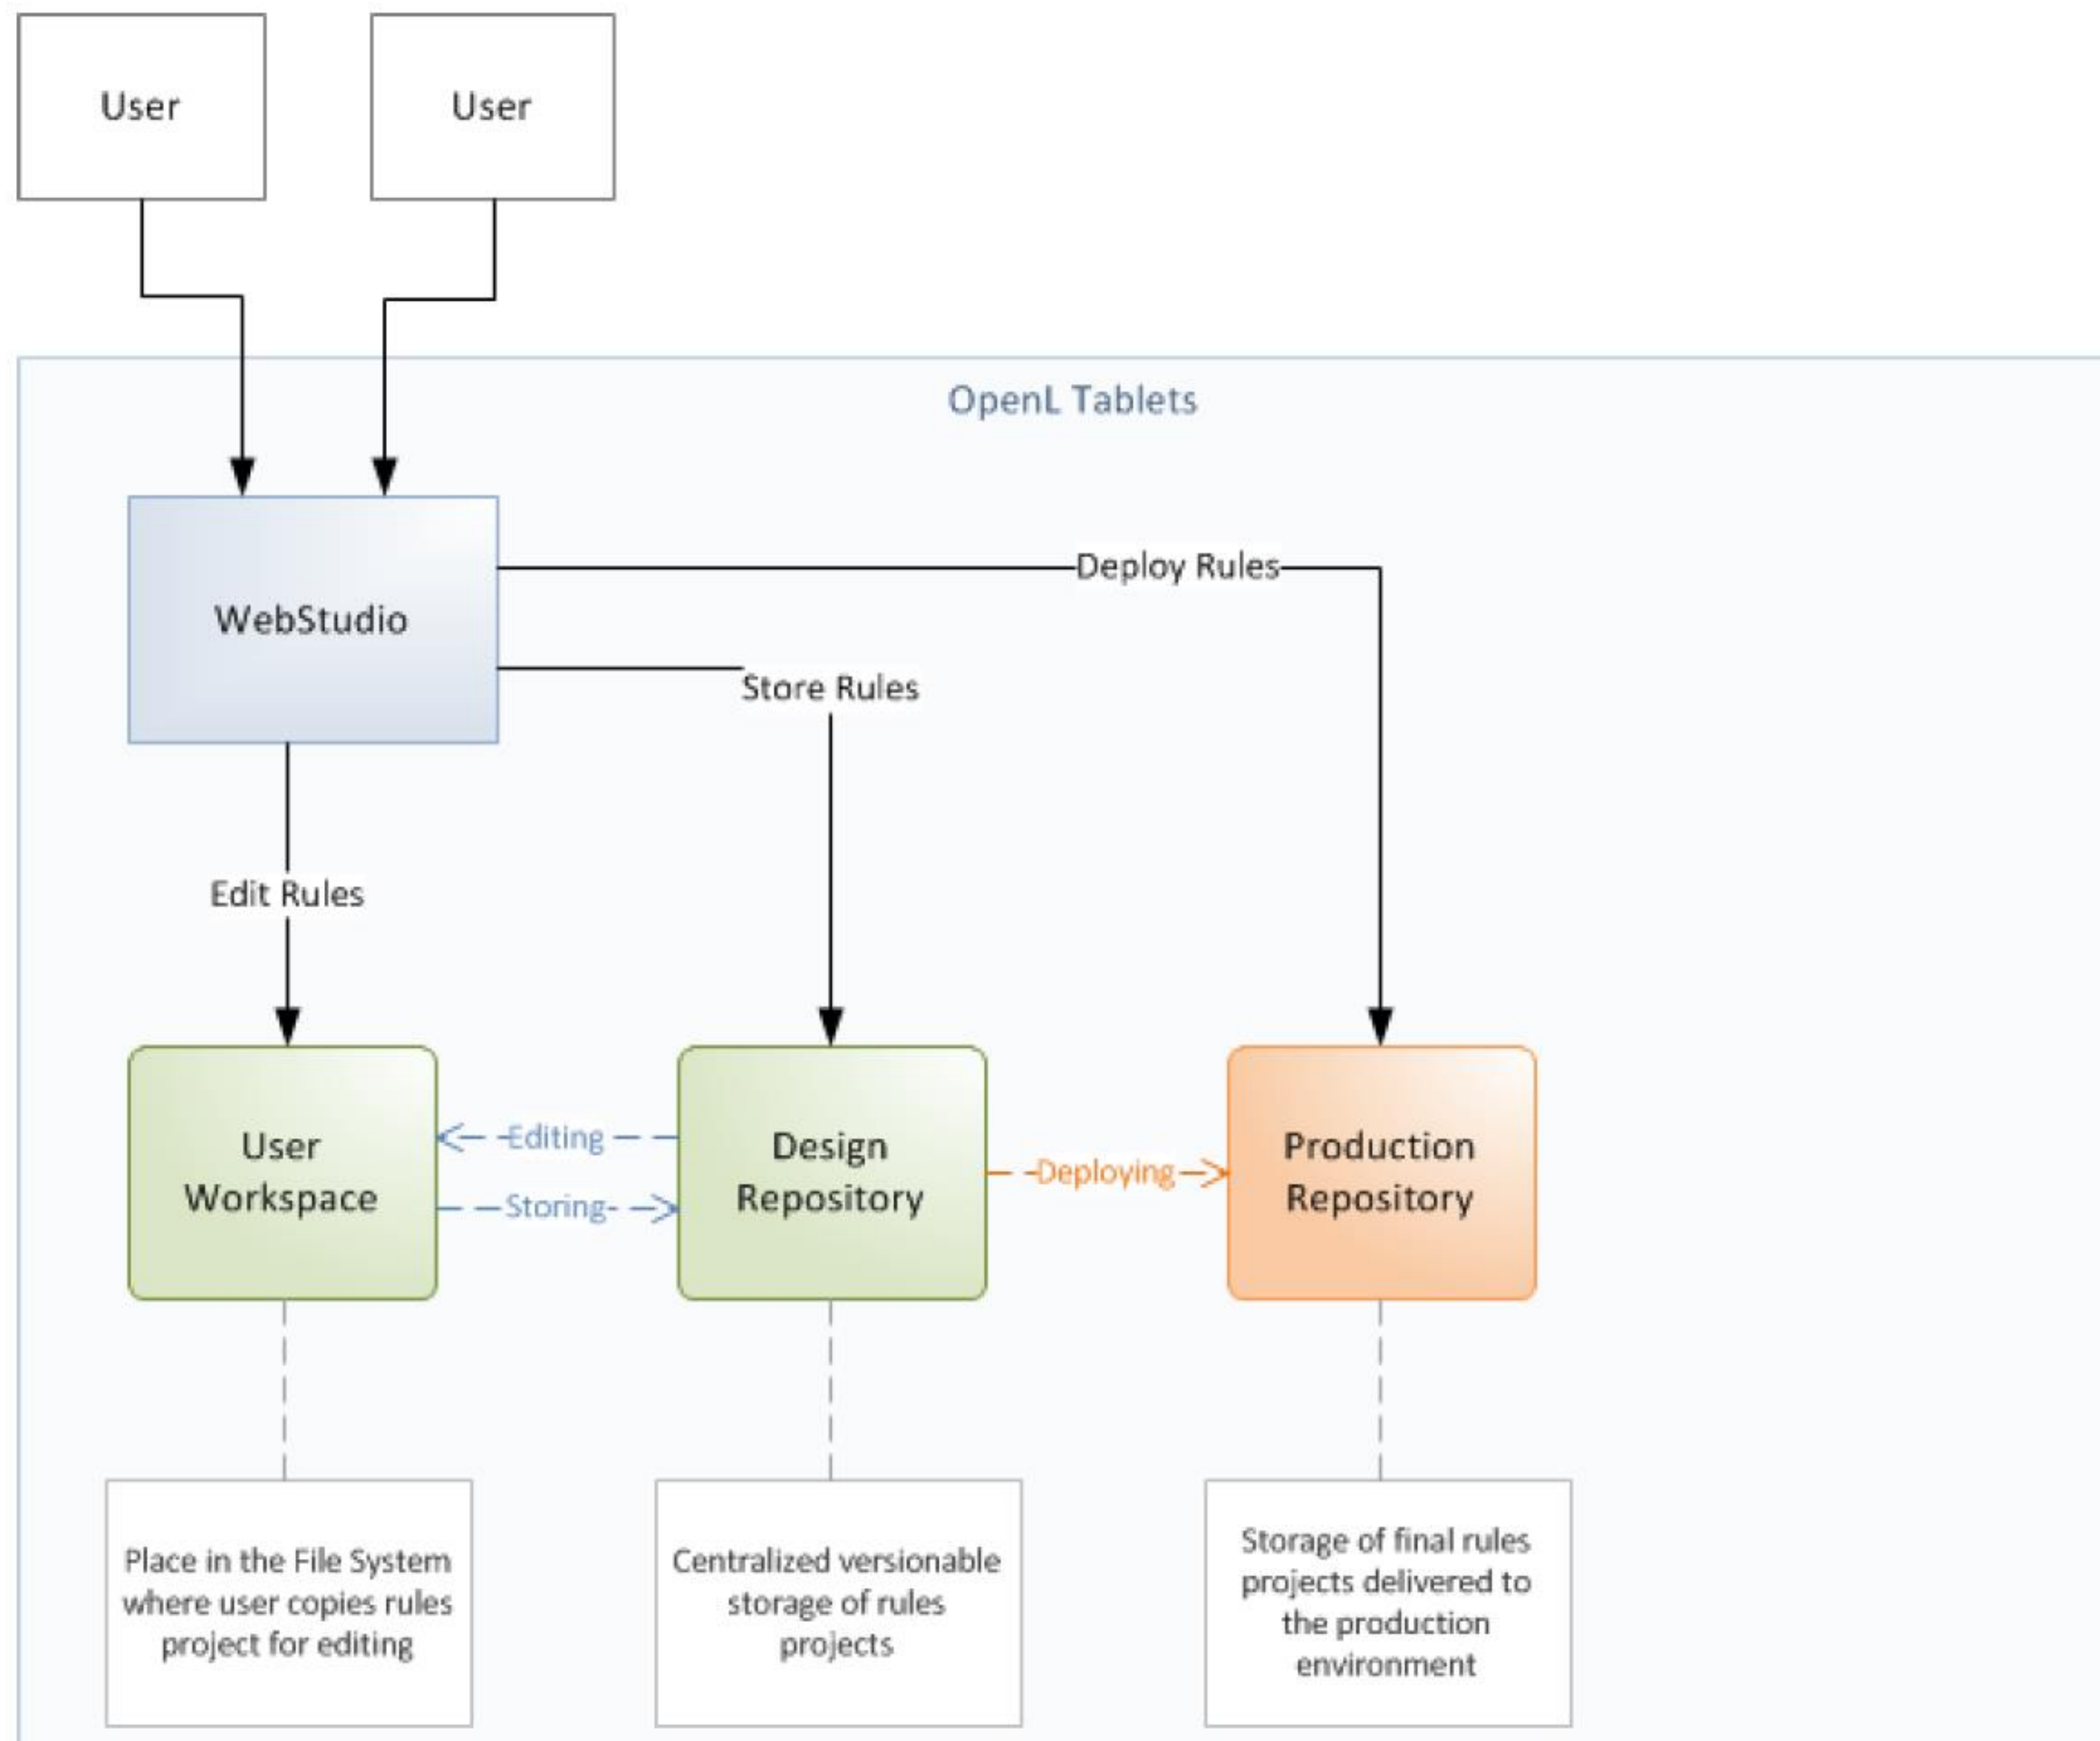 User
User
OpenL Tablets
WebStudio
Deploy Rules
Store Rules
Edit Rules
User
Workspace
Editing
Storing
Design
Repository
Deploying
Production
Repository
Place in the File System
where user copies rules
project for editing
Centralized versionable
storage of rules
projects
Storage of final rules
projects delivered to
the production
environment